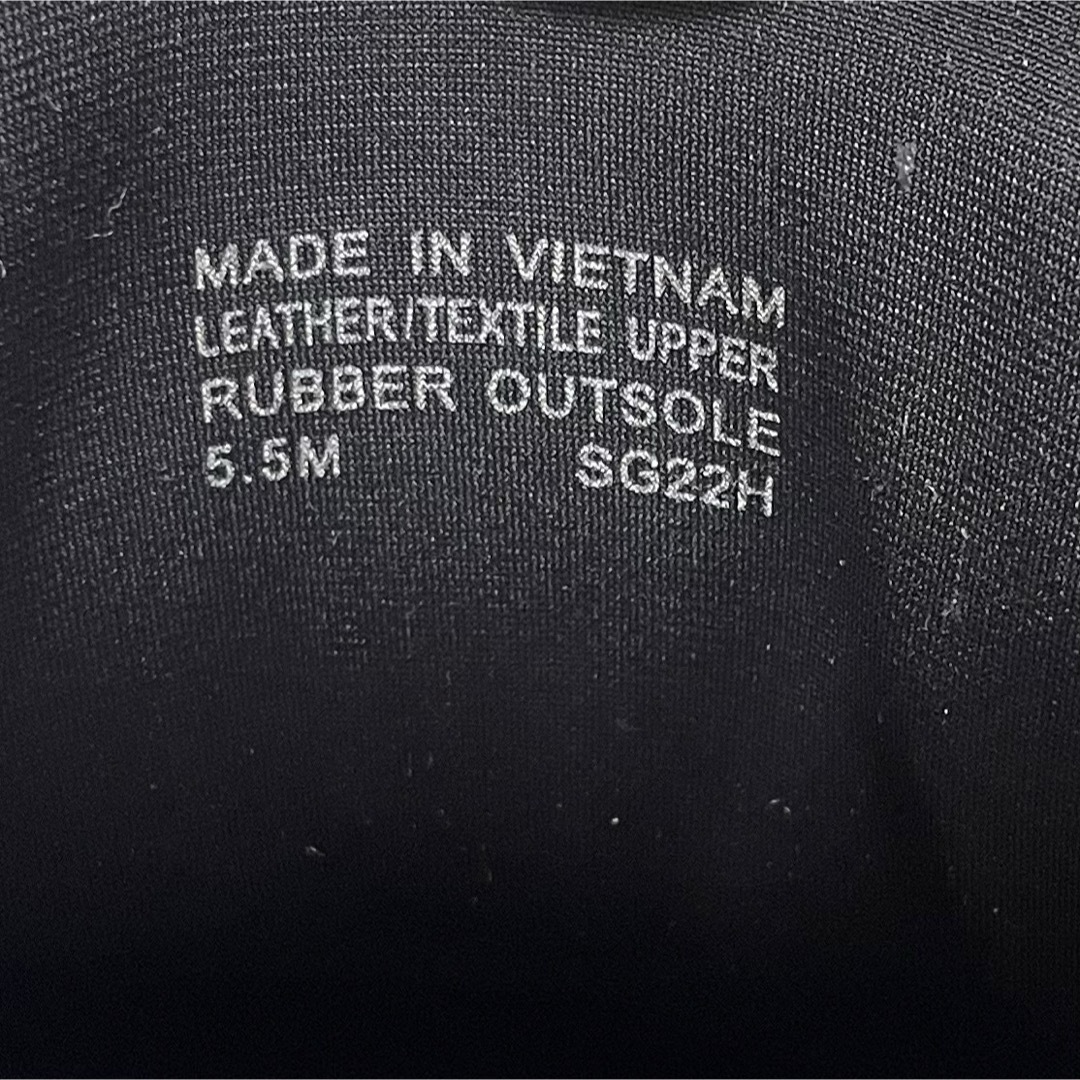 MADE IN VIETNAM
LEATHER/TEXTILE UPPER
RUBBER OUTSOLE
5.5M SG22H